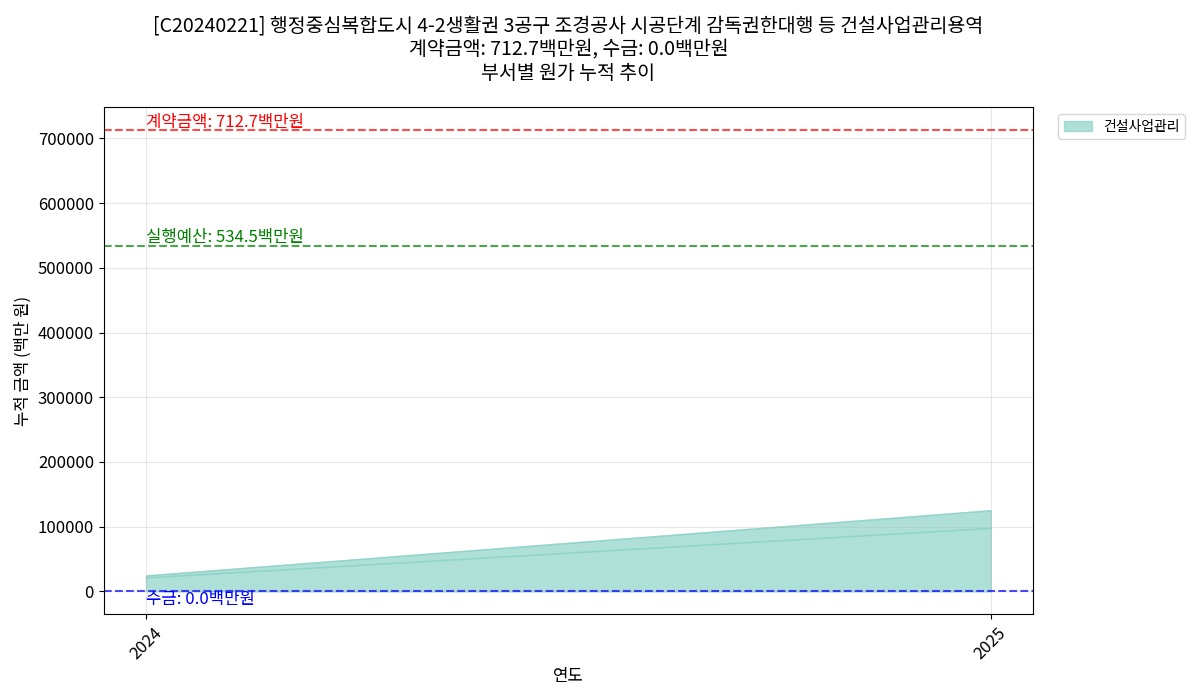 [C20240221] 행정중심복합도시 4-2생활권 3공구 조경공사 시공단계 감독권한대행 등 건설사업관리용역
계약금액: 712.7백만원, 수금: 0.0백만원
부서별 원가 누적 추이
계약금액: 712.7백만원
건설사업관리
700000
600000
실행예산: 534.5백만원
500000
400000
누적 금액 (백만 원)
300000
200000
100000
0
수금: 0.0백만원
2024
2025
연도